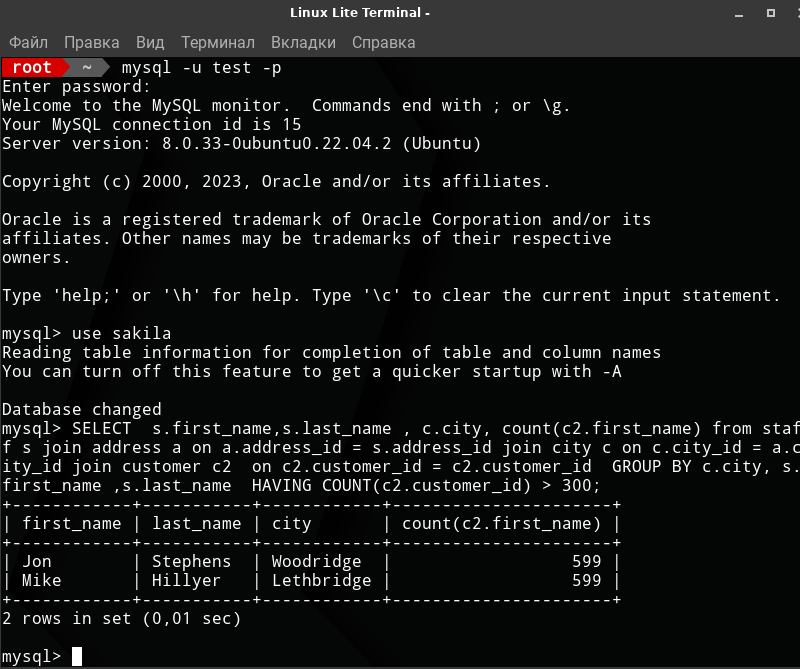 Linux Lite Terminal -
Файл Правка Вид Терминал Вкладки Справка
root ~ mysql -u test -p
Enter password:
Welcome to the MySQL monitor.  Commands end with ; or \g.
Your MySQL connection id is 15
Server version: 8.0.33-0ubuntu0.22.04.2 (Ubuntu)
Copyright (c) 2000, 2023, Oracle and/or its affiliates.
Oracle is a registered trademark of Oracle Corporation and/or its
affiliates. Other names may be trademarks of their respective
owners.
Type 'help;' or '\h' for help. Type '\c' to clear the current input statement.
mysql> use sakila
Reading table information for completion of table and column names
You can turn off this feature to get a quicker startup with -A
Database changed
mysql> SELECT  s.first_name,s.last_name , c.city, count(c2.first_name) from staf
f s join address a on a.address_id = s.address_id join city c on c.city_id = a.c
ity_id join customer c2  on c2.customer_id = c2.customer_id  GROUP BY c.city, s.
first_name ,s.last_name  HAVING COUNT(c2.customer_id) > 300;
+------------+-----------+------------+----------------------+
| first_name | last_name | city       | count(c2.first_name) |
+------------+-----------+------------+----------------------+
| Jon        | Stephens  | Woodridge  |                  599 |
| Mike       | Hillyer   | Lethbridge |                  599 |
+------------+-----------+------------+----------------------+
2 rows in set (0,01 sec)
mysql>